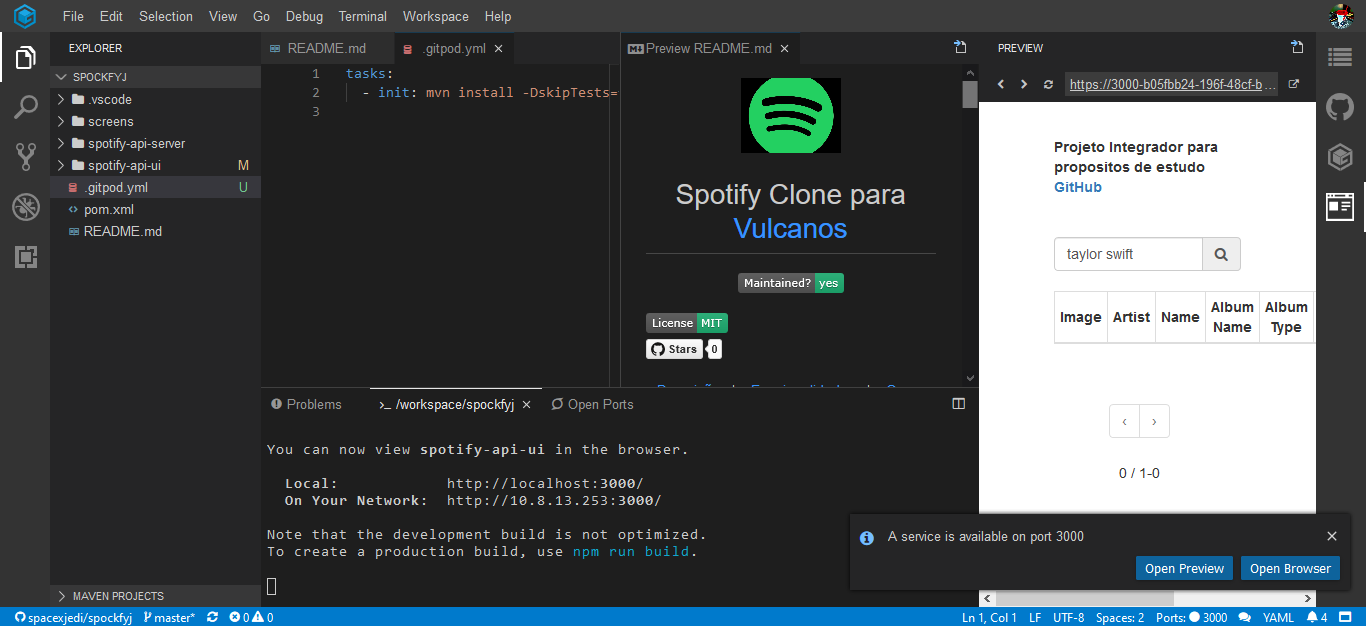 File Edit Selection View Go Debug Terminal Workspace Help
EXPLORER
SPOCKFYJ
.vscode
screens
spotify-api-server
spotify-api-ui M
.gitpod.yml U
pom.xml
README.md
MAVEN PROJECTS
README.md .gitpod.yml
1 tasks:
2 - init: mvn install -DskipTests=
3
Preview README.md
Spotify Clone para
Vulcanos
Maintained? yes
License MIT
Stars 0
PREVIEW
https://3000-b05fbb24-196f-48cf-b...
Projeto Integrador para
propositos de estudo
GitHub
taylor swift
Image Artist Name Album Name Album Type
‹ ›
0 / 1-0
Problems >_ /workspace/spockfyj Open Ports
You can now view spotify-api-ui in the browser.
Local: http://localhost:3000/
On Your Network: http://10.8.13.253:3000/
Note that the development build is not optimized.
To create a production build, use npm run build.
A service is available on port 3000
Open Preview Open Browser
spacexjedi/spockfyj master* 0 0 Ln 1, Col 1 LF UTF-8 Spaces: 2 Ports: 3000 YAML 4